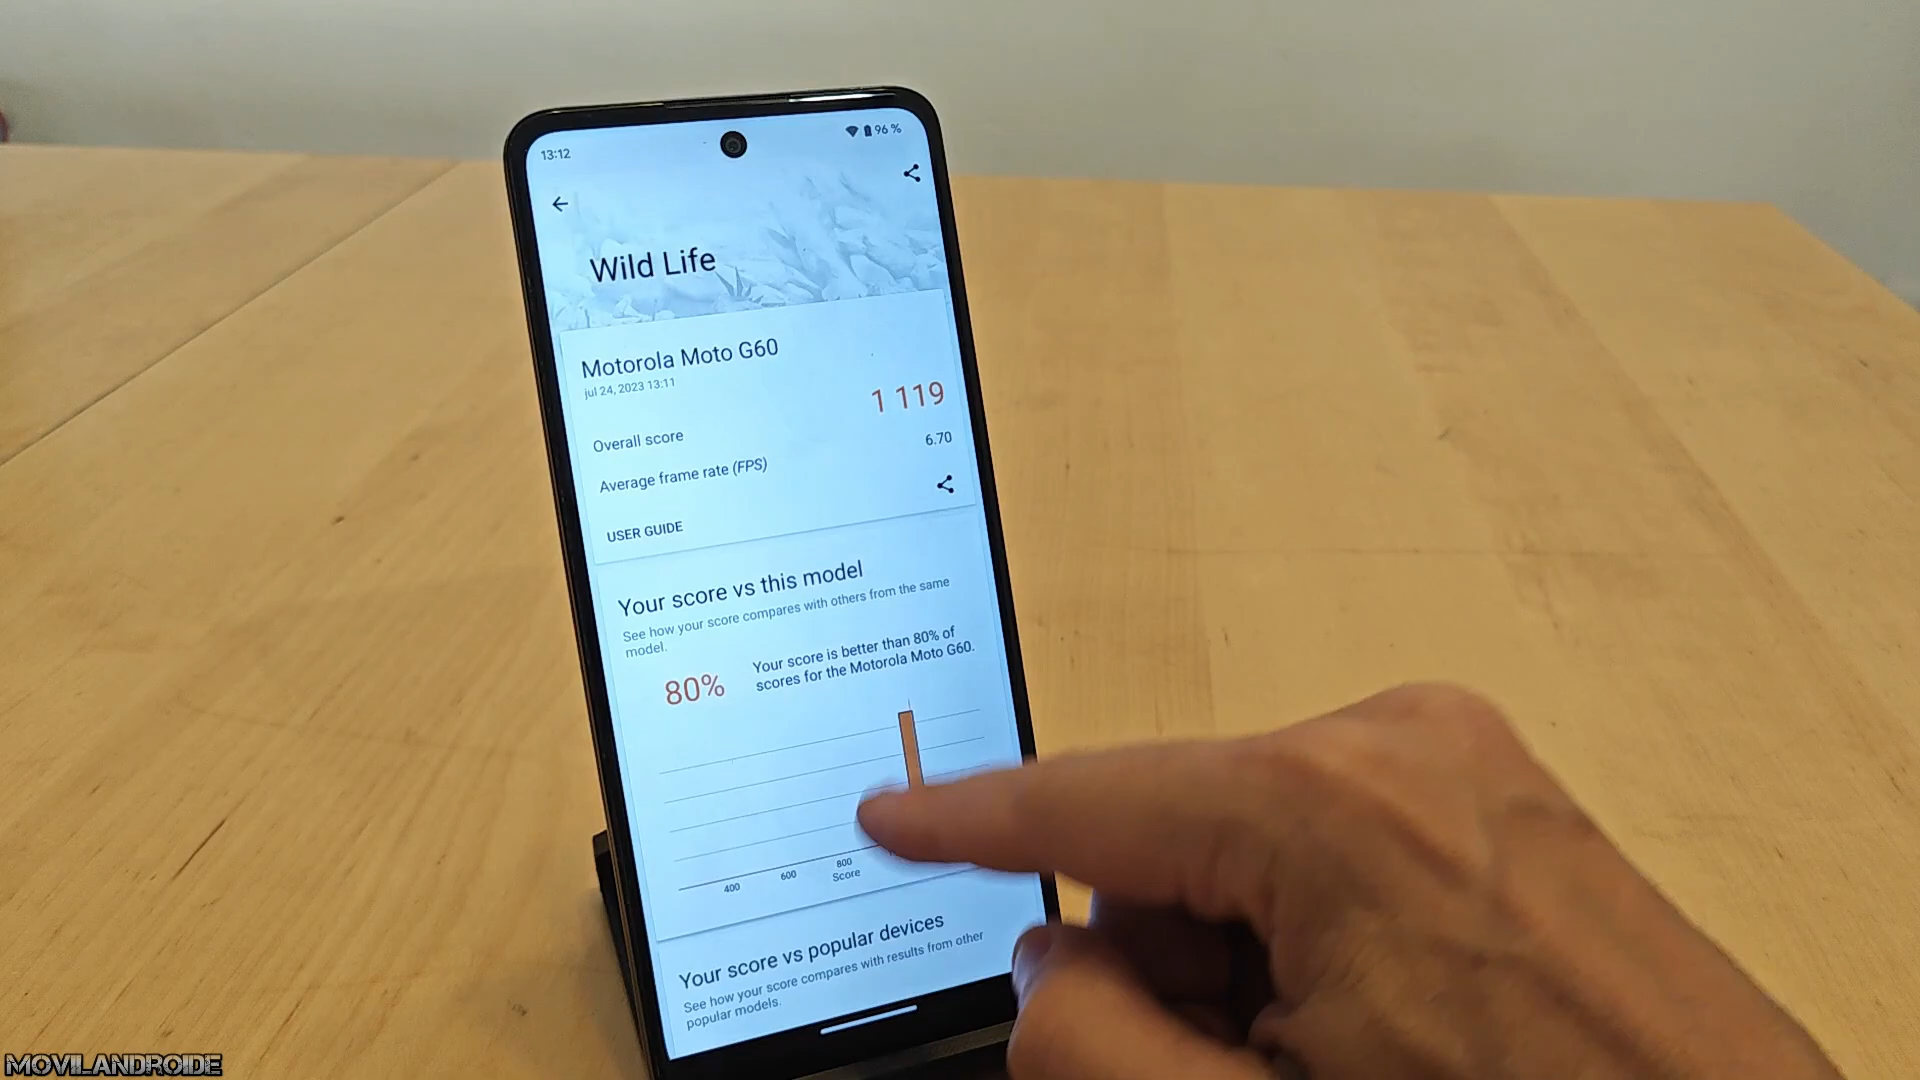 13:12
96 %
Wild Life
Motorola Moto G60
jul 24, 2023 13:11
1 119
Overall score
6.70
Average frame rate (FPS)
USER GUIDE
Your score vs this model
See how your score compares with others from the same
model.
80%
Your score is better than 80% of
scores for the Motorola Moto G60.
400
600
800
Score
Your score vs popular devices
See how your score compares with results from other
popular models.
MOVILANDROIDE